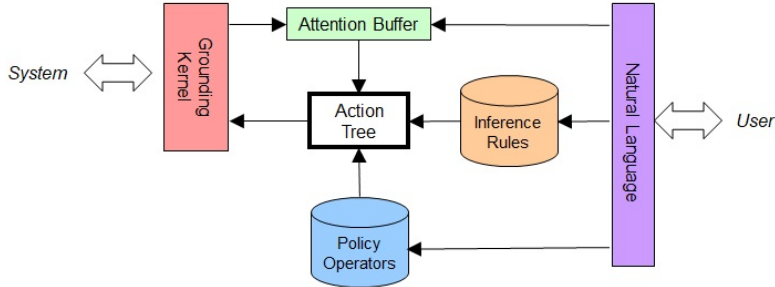 Attention Buffer
System
Grounding
Kernel
Action
Tree
Inference
Rules
Natural Language
User
Policy
Operators